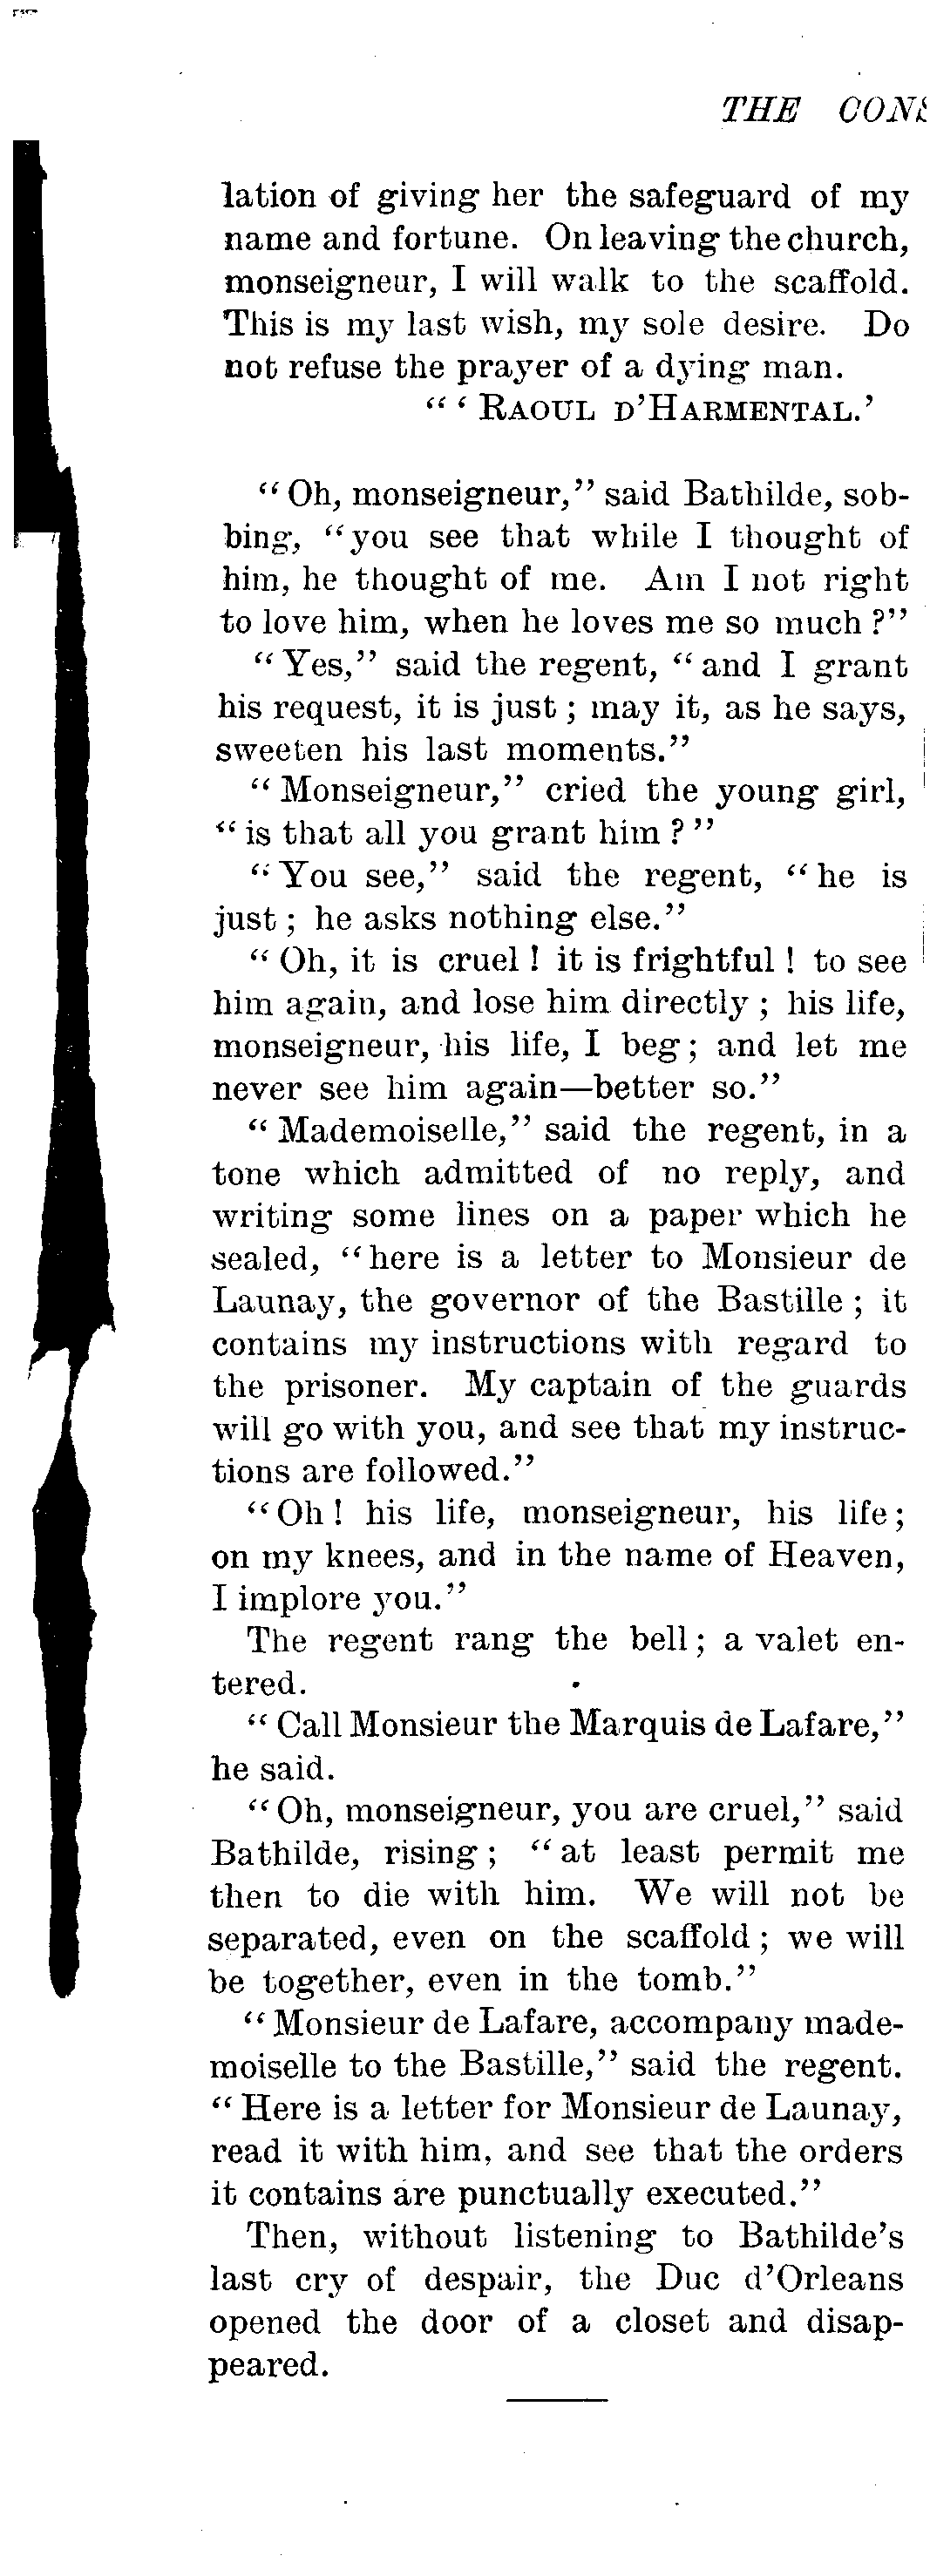 THE CONS
lation of giving her the safeguard of my
name and fortune. On leaving the church,
monseigneur, I will walk to the scaffold.
This is my last wish, my sole desire. Do
not refuse the prayer of a dying man.
"'RAOUL D'HARMENTAL.'
"Oh, monseigneur," said Bathilde, sob-
bing, "you see that while I thought of
him, he thought of me. Am I not right
to love him, when he loves me so much?"
"Yes," said the regent, "and I grant
his request, it is just; may it, as he says,
sweeten his last moments."
"Monseigneur," cried the young girl,
"is that all you grant him?"
"You see," said the regent, "he is
just; he asks nothing else."
"Oh, it is cruel! it is frightful! to see
him again, and lose him directly; his life,
monseigneur, his life, I beg; and let me
never see him again—better so."
"Mademoiselle," said the regent, in a
tone which admitted of no reply, and
writing some lines on a paper which he
sealed, "here is a letter to Monsieur de
Launay, the governor of the Bastille; it
contains my instructions with regard to
the prisoner. My captain of the guards
will go with you, and see that my instruc-
tions are followed."
"Oh! his life, monseigneur, his life;
on my knees, and in the name of Heaven,
I implore you."
The regent rang the bell; a valet en-
tered.
"Call Monsieur the Marquis de Lafare,"
he said.
"Oh, monseigneur, you are cruel," said
Bathilde, rising; "at least permit me
then to die with him. We will not be
separated, even on the scaffold; we will
be together, even in the tomb."
"Monsieur de Lafare, accompany made-
moiselle to the Bastille," said the regent.
"Here is a letter for Monsieur de Launay,
read it with him, and see that the orders
it contains are punctually executed."
Then, without listening to Bathilde's
last cry of despair, the Duc d'Orleans
opened the door of a closet and disap-
peared.